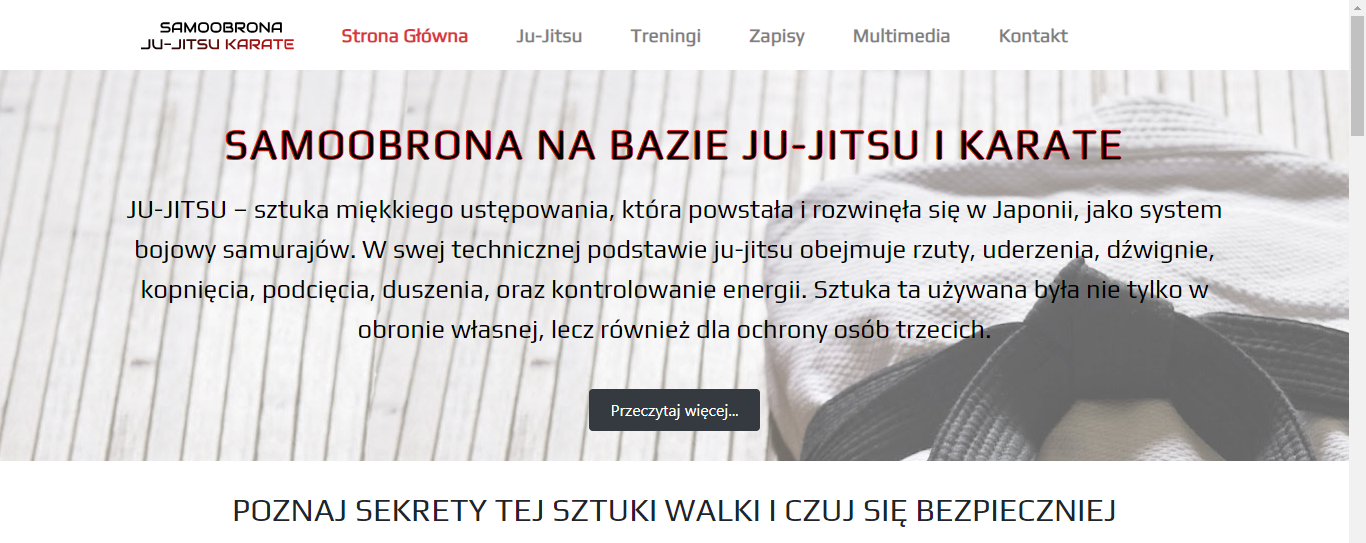 SAMOOBRONA
JU-JITSU KARATE
Strona Główna
Ju-Jitsu
Treningi
Zapisy
Multimedia
Kontakt
SAMOOBRONA NA BAZIE JU-JITSU I KARATE
JU-JITSU – sztuka miękkiego ustępowania, która powstała i rozwinęła się w Japonii, jako system
bojowy samurajów. W swej technicznej podstawie ju-jitsu obejmuje rzuty, uderzenia, dźwignie,
kopnięcia, podcięcia, duszenia, oraz kontrolowanie energii. Sztuka ta używana była nie tylko w
obronie własnej, lecz również dla ochrony osób trzecich.
Przeczytaj więcej...
POZNAJ SEKRETY TEJ SZTUKI WALKI I CZUJ SIĘ BEZPIECZNIEJ